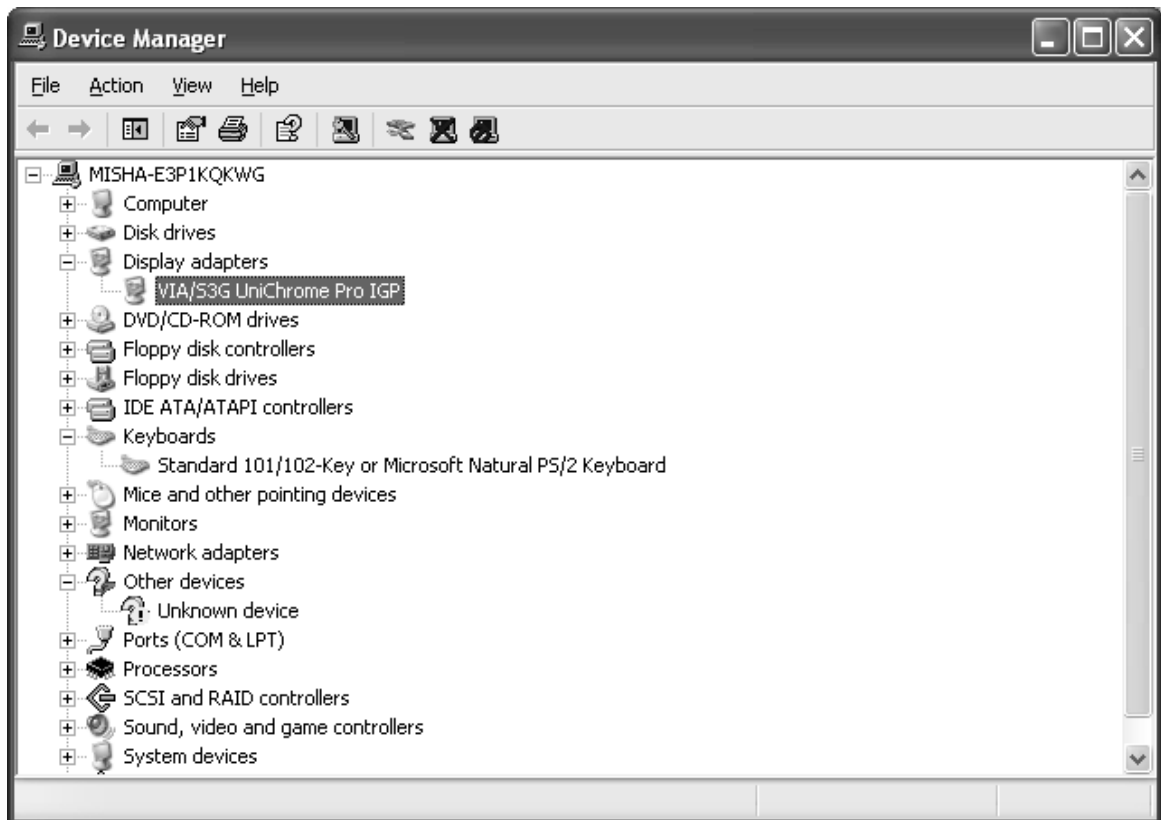 Device Manager
File Action View Help
MISHA-E3P1KQKWG
Computer
Disk drives
Display adapters
VIA/S3G UniChrome Pro IGP
DVD/CD-ROM drives
Floppy disk controllers
Floppy disk drives
IDE ATA/ATAPI controllers
Keyboards
Standard 101/102-Key or Microsoft Natural PS/2 Keyboard
Mice and other pointing devices
Monitors
Network adapters
Other devices
Unknown device
Ports (COM & LPT)
Processors
SCSI and RAID controllers
Sound, video and game controllers
System devices